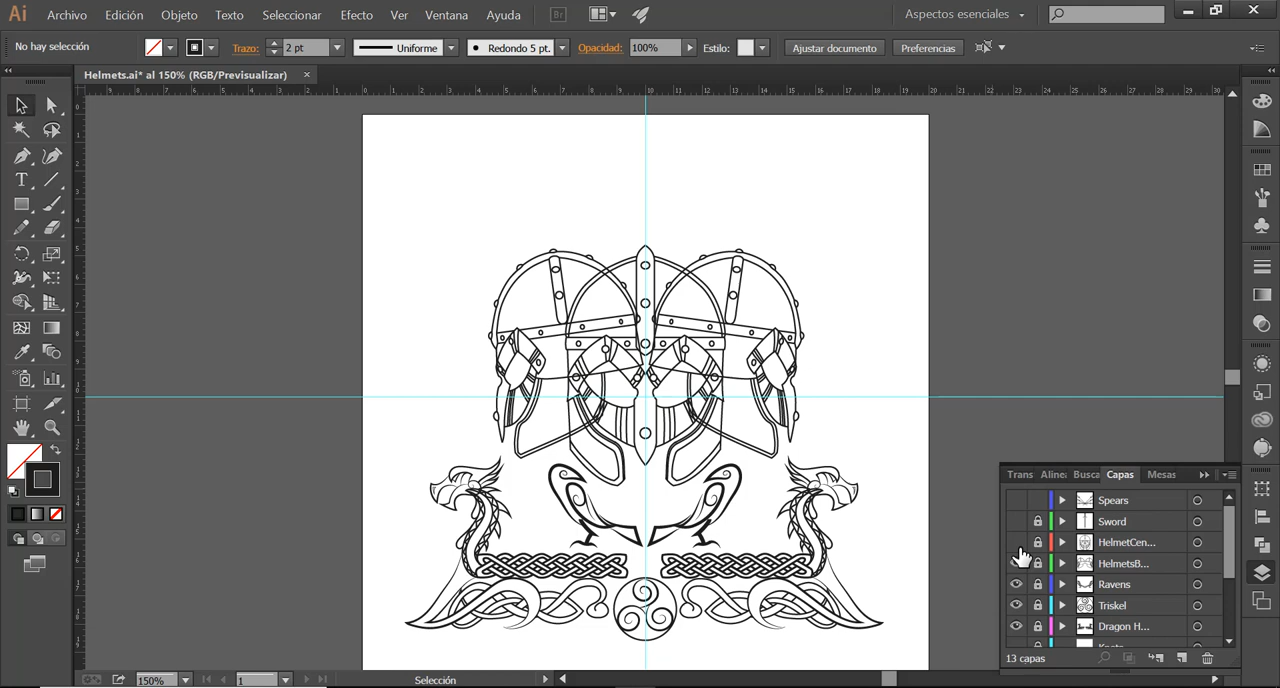 Ai Archivo Edición Objeto Texto Seleccionar Efecto Ver Ventana Ayuda Br Aspectos esenciales
No hay selección Trazo: 2 pt Uniforme Redondo 5 pt. Opacidad: 100% Estilo: Ajustar documento Preferencias
Helmets.ai* al 150% (RGB/Previsualizar) ×
Trans Alinea Busca Capas Mesas
Spears
Sword
HelmetCen...
HelmetsB...
Ravens
Triskel
Dragon H...
13 capas
150% 1 Selección